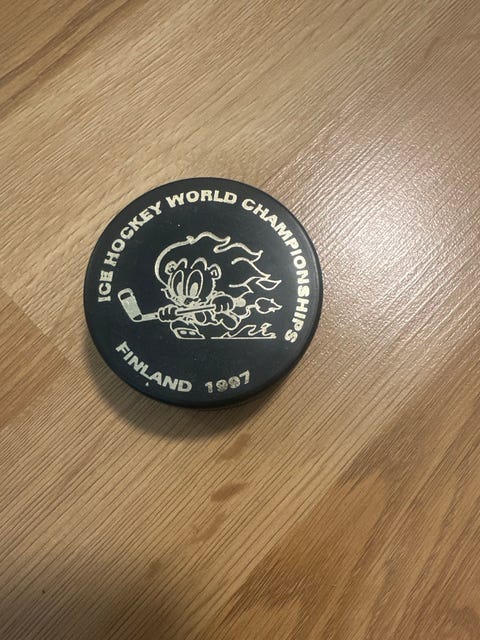 ICE HOCKEY WORLD CHAMPIONSHIPS
FINLAND 1997